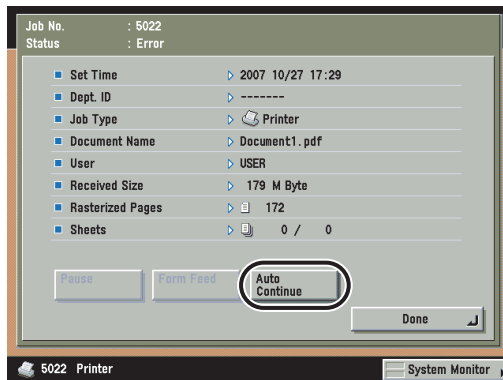 Job No. : 5022
Status : Error
Set Time 2007 10/27 17:29
Dept. ID -------
Job Type Printer
Document Name Document1.pdf
User USER
Received Size 179 M Byte
Rasterized Pages 172
Sheets 0 / 0
Pause Form Feed Auto
Continue
Done
5022 Printer System Monitor